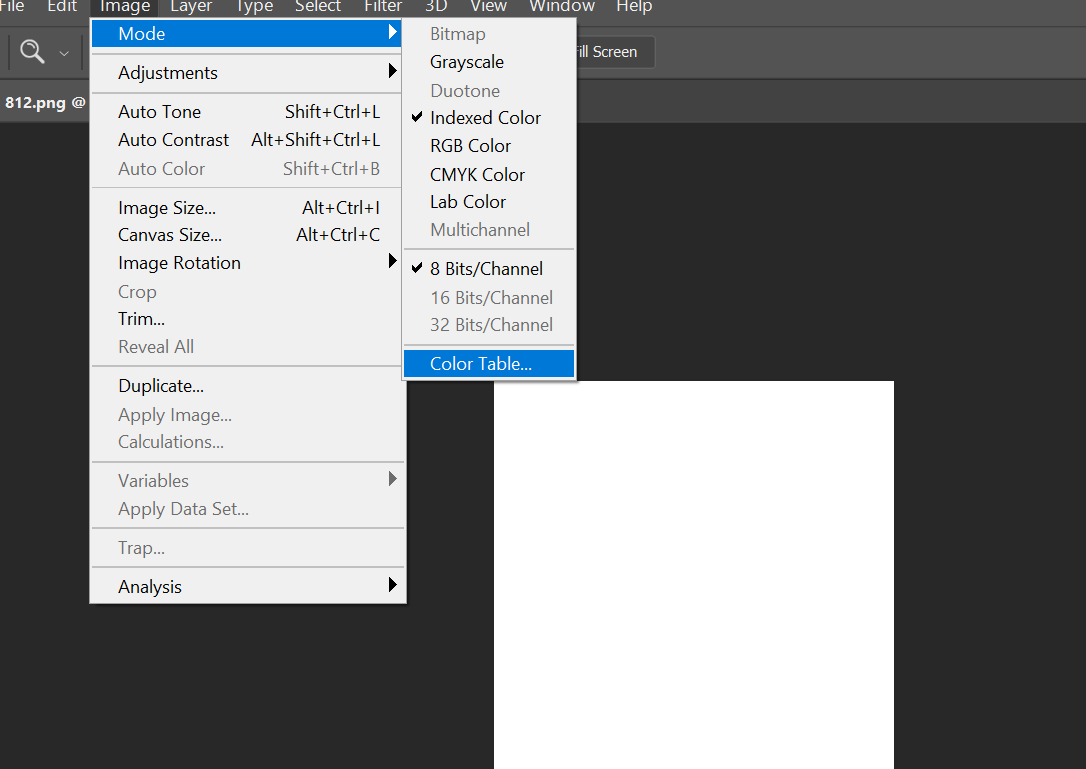 File Edit Image Layer Type Select Filter 3D View Window Help
Fill Screen
812.png @
Mode
Adjustments
Auto Tone Shift+Ctrl+L
Auto Contrast Alt+Shift+Ctrl+L
Auto Color Shift+Ctrl+B
Image Size... Alt+Ctrl+I
Canvas Size... Alt+Ctrl+C
Image Rotation
Crop
Trim...
Reveal All
Duplicate...
Apply Image...
Calculations...
Variables
Apply Data Set...
Trap...
Analysis
Bitmap
Grayscale
Duotone
Indexed Color
RGB Color
CMYK Color
Lab Color
Multichannel
8 Bits/Channel
16 Bits/Channel
32 Bits/Channel
Color Table...